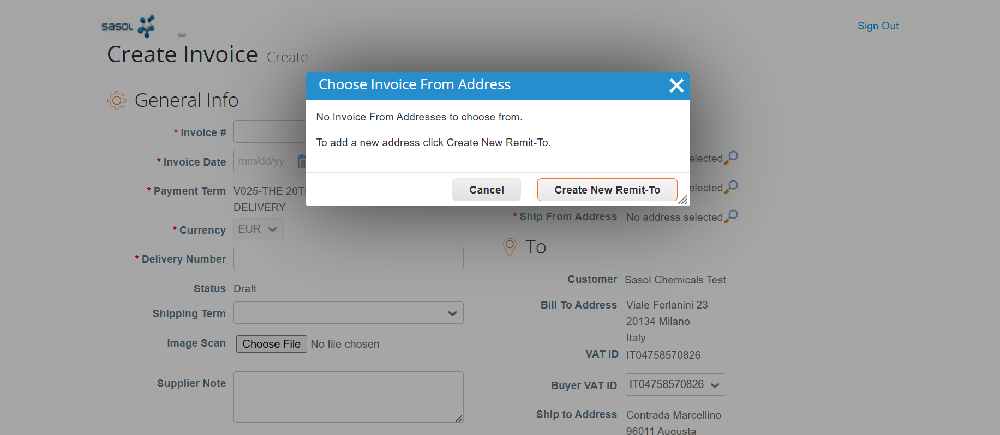 sasol
TEST
Sign Out
Create Invoice Create
Choose Invoice From Address
No Invoice From Addresses to choose from.
To add a new address click Create New Remit-To.
Cancel
Create New Remit-To
General Info
* Invoice #
* Invoice Date mm/dd/yy
* Payment Term V025-THE 20T
DELIVERY
* Currency EUR
* Delivery Number
Status Draft
Shipping Term
Image Scan Choose File No file chosen
Supplier Note
elected
elected
* Ship From Address No address selected
To
Customer Sasol Chemicals Test
Bill To Address Viale Forlanini 23
20134 Milano
Italy
VAT ID IT04758570826
Buyer VAT ID IT04758570826
Ship to Address Contrada Marcellino
96011 Augusta